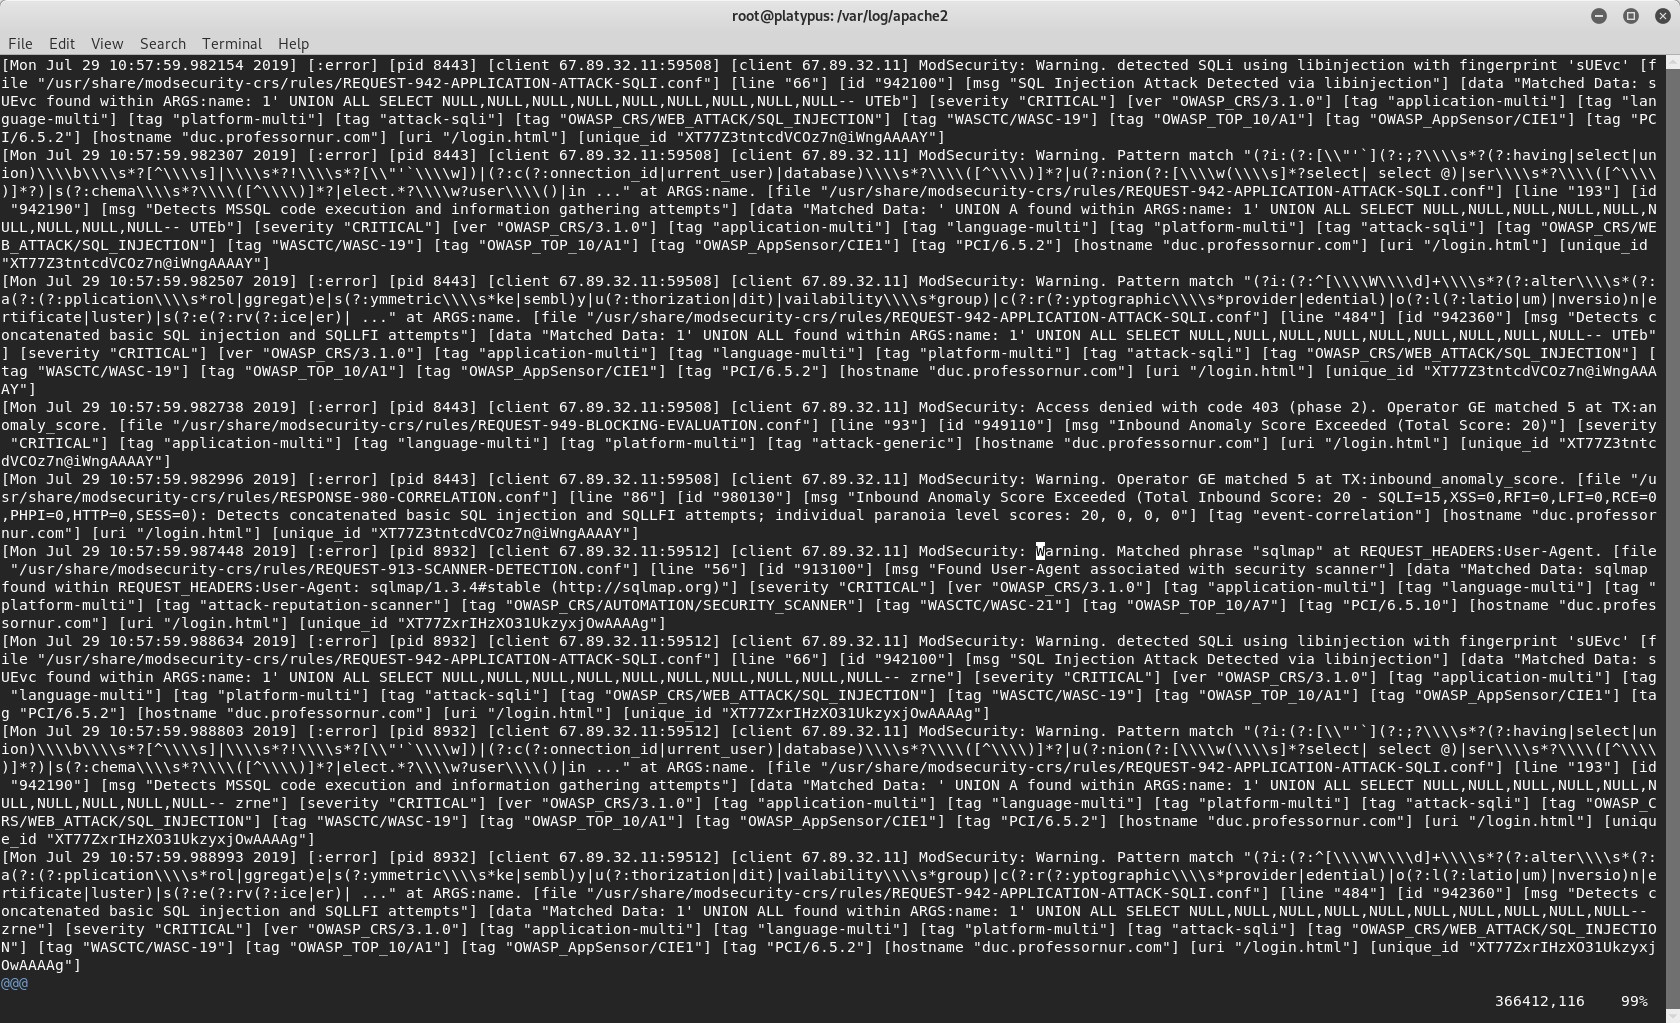 root@platypus: /var/log/apache2
File Edit View Search Terminal Help
[Mon Jul 29 10:57:59.982154 2019] [:error] [pid 8443] [client 67.89.32.11:59508] [client 67.89.32.11] ModSecurity: Warning. detected SQLi using libinjection with fingerprint 'sUEvc' [f
ile "/usr/share/modsecurity-crs/rules/REQUEST-942-APPLICATION-ATTACK-SQLI.conf"] [line "66"] [id "942100"] [msg "SQL Injection Attack Detected via libinjection"] [data "Matched Data: s
UEvc found within ARGS:name: 1' UNION ALL SELECT NULL,NULL,NULL,NULL,NULL,NULL,NULL,NULL,NULL-- UTEb"] [severity "CRITICAL"] [ver "OWASP_CRS/3.1.0"] [tag "application-multi"] [tag "lan
guage-multi"] [tag "platform-multi"] [tag "attack-sqli"] [tag "OWASP_CRS/WEB_ATTACK/SQL_INJECTION"] [tag "WASCTC/WASC-19"] [tag "OWASP_TOP_10/A1"] [tag "OWASP_AppSensor/CIE1"] [tag "PC
I/6.5.2"] [hostname "duc.professornur.com"] [uri "/login.html"] [unique_id "XT77Z3tntcdVCOz7n@iWngAAAAY"]
[Mon Jul 29 10:57:59.982307 2019] [:error] [pid 8443] [client 67.89.32.11:59508] [client 67.89.32.11] ModSecurity: Warning. Pattern match "(?i:(?:[\\"'`](?:;?\\\\s*?(?:having|select|un
ion)\\\\b\\\\s*?[^\\\\s]|\\\\s*?!\\\\s*?[\\"'`\\\\w])|(?:c(?:onnection_id|urrent_user)|database)\\\\s*?\\\\([^\\\\)]*?|u(?:nion(?:[\\\\w(\\\\s]*?select| select @)|ser\\\\s*?\\\\([^\\\\
)]*?)|s(?:chema\\\\s*?\\\\([^\\\\)]*?|elect.*?\\\\w?user\\\\()|in ..." at ARGS:name. [file "/usr/share/modsecurity-crs/rules/REQUEST-942-APPLICATION-ATTACK-SQLI.conf"] [line "193"] [id
"942190"] [msg "Detects MSSQL code execution and information gathering attempts"] [data "Matched Data: ' UNION A found within ARGS:name: 1' UNION ALL SELECT NULL,NULL,NULL,NULL,NULL,N
ULL,NULL,NULL,NULL-- UTEb"] [severity "CRITICAL"] [ver "OWASP_CRS/3.1.0"] [tag "application-multi"] [tag "language-multi"] [tag "platform-multi"] [tag "attack-sqli"] [tag "OWASP_CRS/WE
B_ATTACK/SQL_INJECTION"] [tag "WASCTC/WASC-19"] [tag "OWASP_TOP_10/A1"] [tag "OWASP_AppSensor/CIE1"] [tag "PCI/6.5.2"] [hostname "duc.professornur.com"] [uri "/login.html"] [unique_id
"XT77Z3tntcdVCOz7n@iWngAAAAY"]
[Mon Jul 29 10:57:59.982507 2019] [:error] [pid 8443] [client 67.89.32.11:59508] [client 67.89.32.11] ModSecurity: Warning. Pattern match "(?i:(?:^[\\\\W\\\\d]+\\\\s*?(?:alter\\\\s*(?:
a(?:(?:pplication\\\\s*rol|ggregat)e|s(?:ymmetric\\\\s*ke|sembl)y|u(?:thorization|dit)|vailability\\\\s*group)|c(?:r(?:yptographic\\\\s*provider|edential)|o(?:l(?:latio|um)|nversio)n|e
rtificate|luster)|s(?:e(?:rv(?:ice|er)| ..." at ARGS:name. [file "/usr/share/modsecurity-crs/rules/REQUEST-942-APPLICATION-ATTACK-SQLI.conf"] [line "484"] [id "942360"] [msg "Detects c
oncatenated basic SQL injection and SQLLFI attempts"] [data "Matched Data: 1' UNION ALL found within ARGS:name: 1' UNION ALL SELECT NULL,NULL,NULL,NULL,NULL,NULL,NULL,NULL,NULL-- UTEb"
] [severity "CRITICAL"] [ver "OWASP_CRS/3.1.0"] [tag "application-multi"] [tag "language-multi"] [tag "platform-multi"] [tag "attack-sqli"] [tag "OWASP_CRS/WEB_ATTACK/SQL_INJECTION"] [
tag "WASCTC/WASC-19"] [tag "OWASP_TOP_10/A1"] [tag "OWASP_AppSensor/CIE1"] [tag "PCI/6.5.2"] [hostname "duc.professornur.com"] [uri "/login.html"] [unique_id "XT77Z3tntcdVCOz7n@iWngAAA
AY"]
[Mon Jul 29 10:57:59.982738 2019] [:error] [pid 8443] [client 67.89.32.11:59508] [client 67.89.32.11] ModSecurity: Access denied with code 403 (phase 2). Operator GE matched 5 at TX:an
omaly_score. [file "/usr/share/modsecurity-crs/rules/REQUEST-949-BLOCKING-EVALUATION.conf"] [line "93"] [id "949110"] [msg "Inbound Anomaly Score Exceeded (Total Score: 20)"] [severity
"CRITICAL"] [tag "application-multi"] [tag "language-multi"] [tag "platform-multi"] [tag "attack-generic"] [hostname "duc.professornur.com"] [uri "/login.html"] [unique_id "XT77Z3tntc
dVCOz7n@iWngAAAAY"]
[Mon Jul 29 10:57:59.982996 2019] [:error] [pid 8443] [client 67.89.32.11:59508] [client 67.89.32.11] ModSecurity: Warning. Operator GE matched 5 at TX:inbound_anomaly_score. [file "/u
sr/share/modsecurity-crs/rules/RESPONSE-980-CORRELATION.conf"] [line "86"] [id "980130"] [msg "Inbound Anomaly Score Exceeded (Total Inbound Score: 20 - SQLI=15,XSS=0,RFI=0,LFI=0,RCE=0
,PHPI=0,HTTP=0,SESS=0): Detects concatenated basic SQL injection and SQLLFI attempts; individual paranoia level scores: 20, 0, 0, 0"] [tag "event-correlation"] [hostname "duc.professor
nur.com"] [uri "/login.html"] [unique_id "XT77Z3tntcdVCOz7n@iWngAAAAY"]
[Mon Jul 29 10:57:59.987448 2019] [:error] [pid 8932] [client 67.89.32.11:59512] [client 67.89.32.11] ModSecurity: Warning. Matched phrase "sqlmap" at REQUEST_HEADERS:User-Agent. [file
"/usr/share/modsecurity-crs/rules/REQUEST-913-SCANNER-DETECTION.conf"] [line "56"] [id "913100"] [msg "Found User-Agent associated with security scanner"] [data "Matched Data: sqlmap
found within REQUEST_HEADERS:User-Agent: sqlmap/1.3.4#stable (http://sqlmap.org)"] [severity "CRITICAL"] [ver "OWASP_CRS/3.1.0"] [tag "application-multi"] [tag "language-multi"] [tag "
platform-multi"] [tag "attack-reputation-scanner"] [tag "OWASP_CRS/AUTOMATION/SECURITY_SCANNER"] [tag "WASCTC/WASC-21"] [tag "OWASP_TOP_10/A7"] [tag "PCI/6.5.10"] [hostname "duc.profes
sornur.com"] [uri "/login.html"] [unique_id "XT77ZxrIHzXO31UkzyxjOwAAAAg"]
[Mon Jul 29 10:57:59.988634 2019] [:error] [pid 8932] [client 67.89.32.11:59512] [client 67.89.32.11] ModSecurity: Warning. detected SQLi using libinjection with fingerprint 'sUEvc' [f
ile "/usr/share/modsecurity-crs/rules/REQUEST-942-APPLICATION-ATTACK-SQLI.conf"] [line "66"] [id "942100"] [msg "SQL Injection Attack Detected via libinjection"] [data "Matched Data: s
UEvc found within ARGS:name: 1' UNION ALL SELECT NULL,NULL,NULL,NULL,NULL,NULL,NULL,NULL,NULL,NULL-- zrne"] [severity "CRITICAL"] [ver "OWASP_CRS/3.1.0"] [tag "application-multi"] [tag
"language-multi"] [tag "platform-multi"] [tag "attack-sqli"] [tag "OWASP_CRS/WEB_ATTACK/SQL_INJECTION"] [tag "WASCTC/WASC-19"] [tag "OWASP_TOP_10/A1"] [tag "OWASP_AppSensor/CIE1"] [ta
g "PCI/6.5.2"] [hostname "duc.professornur.com"] [uri "/login.html"] [unique_id "XT77ZxrIHzXO31UkzyxjOwAAAAg"]
[Mon Jul 29 10:57:59.988803 2019] [:error] [pid 8932] [client 67.89.32.11:59512] [client 67.89.32.11] ModSecurity: Warning. Pattern match "(?i:(?:[\\"'`](?:;?\\\\s*?(?:having|select|un
ion)\\\\b\\\\s*?[^\\\\s]|\\\\s*?!\\\\s*?[\\"'`\\\\w])|(?:c(?:onnection_id|urrent_user)|database)\\\\s*?\\\\([^\\\\)]*?|u(?:nion(?:[\\\\w(\\\\s]*?select| select @)|ser\\\\s*?\\\\([^\\\\
)]*?)|s(?:chema\\\\s*?\\\\([^\\\\)]*?|elect.*?\\\\w?user\\\\()|in ..." at ARGS:name. [file "/usr/share/modsecurity-crs/rules/REQUEST-942-APPLICATION-ATTACK-SQLI.conf"] [line "193"] [id
"942190"] [msg "Detects MSSQL code execution and information gathering attempts"] [data "Matched Data: ' UNION A found within ARGS:name: 1' UNION ALL SELECT NULL,NULL,NULL,NULL,NULL,N
ULL,NULL,NULL,NULL,NULL-- zrne"] [severity "CRITICAL"] [ver "OWASP_CRS/3.1.0"] [tag "application-multi"] [tag "language-multi"] [tag "platform-multi"] [tag "attack-sqli"] [tag "OWASP_C
RS/WEB_ATTACK/SQL_INJECTION"] [tag "WASCTC/WASC-19"] [tag "OWASP_TOP_10/A1"] [tag "OWASP_AppSensor/CIE1"] [tag "PCI/6.5.2"] [hostname "duc.professornur.com"] [uri "/login.html"] [uniqu
e_id "XT77ZxrIHzXO31UkzyxjOwAAAAg"]
[Mon Jul 29 10:57:59.988993 2019] [:error] [pid 8932] [client 67.89.32.11:59512] [client 67.89.32.11] ModSecurity: Warning. Pattern match "(?i:(?:^[\\\\W\\\\d]+\\\\s*?(?:alter\\\\s*(?:
a(?:(?:pplication\\\\s*rol|ggregat)e|s(?:ymmetric\\\\s*ke|sembl)y|u(?:thorization|dit)|vailability\\\\s*group)|c(?:r(?:yptographic\\\\s*provider|edential)|o(?:l(?:latio|um)|nversio)n|e
rtificate|luster)|s(?:e(?:rv(?:ice|er)| ..." at ARGS:name. [file "/usr/share/modsecurity-crs/rules/REQUEST-942-APPLICATION-ATTACK-SQLI.conf"] [line "484"] [id "942360"] [msg "Detects c
oncatenated basic SQL injection and SQLLFI attempts"] [data "Matched Data: 1' UNION ALL found within ARGS:name: 1' UNION ALL SELECT NULL,NULL,NULL,NULL,NULL,NULL,NULL,NULL,NULL,NULL--
zrne"] [severity "CRITICAL"] [ver "OWASP_CRS/3.1.0"] [tag "application-multi"] [tag "language-multi"] [tag "platform-multi"] [tag "attack-sqli"] [tag "OWASP_CRS/WEB_ATTACK/SQL_INJECTIO
N"] [tag "WASCTC/WASC-19"] [tag "OWASP_TOP_10/A1"] [tag "OWASP_AppSensor/CIE1"] [tag "PCI/6.5.2"] [hostname "duc.professornur.com"] [uri "/login.html"] [unique_id "XT77ZxrIHzXO31Ukzyxj
OwAAAAg"]
@@@
366412,116 99%